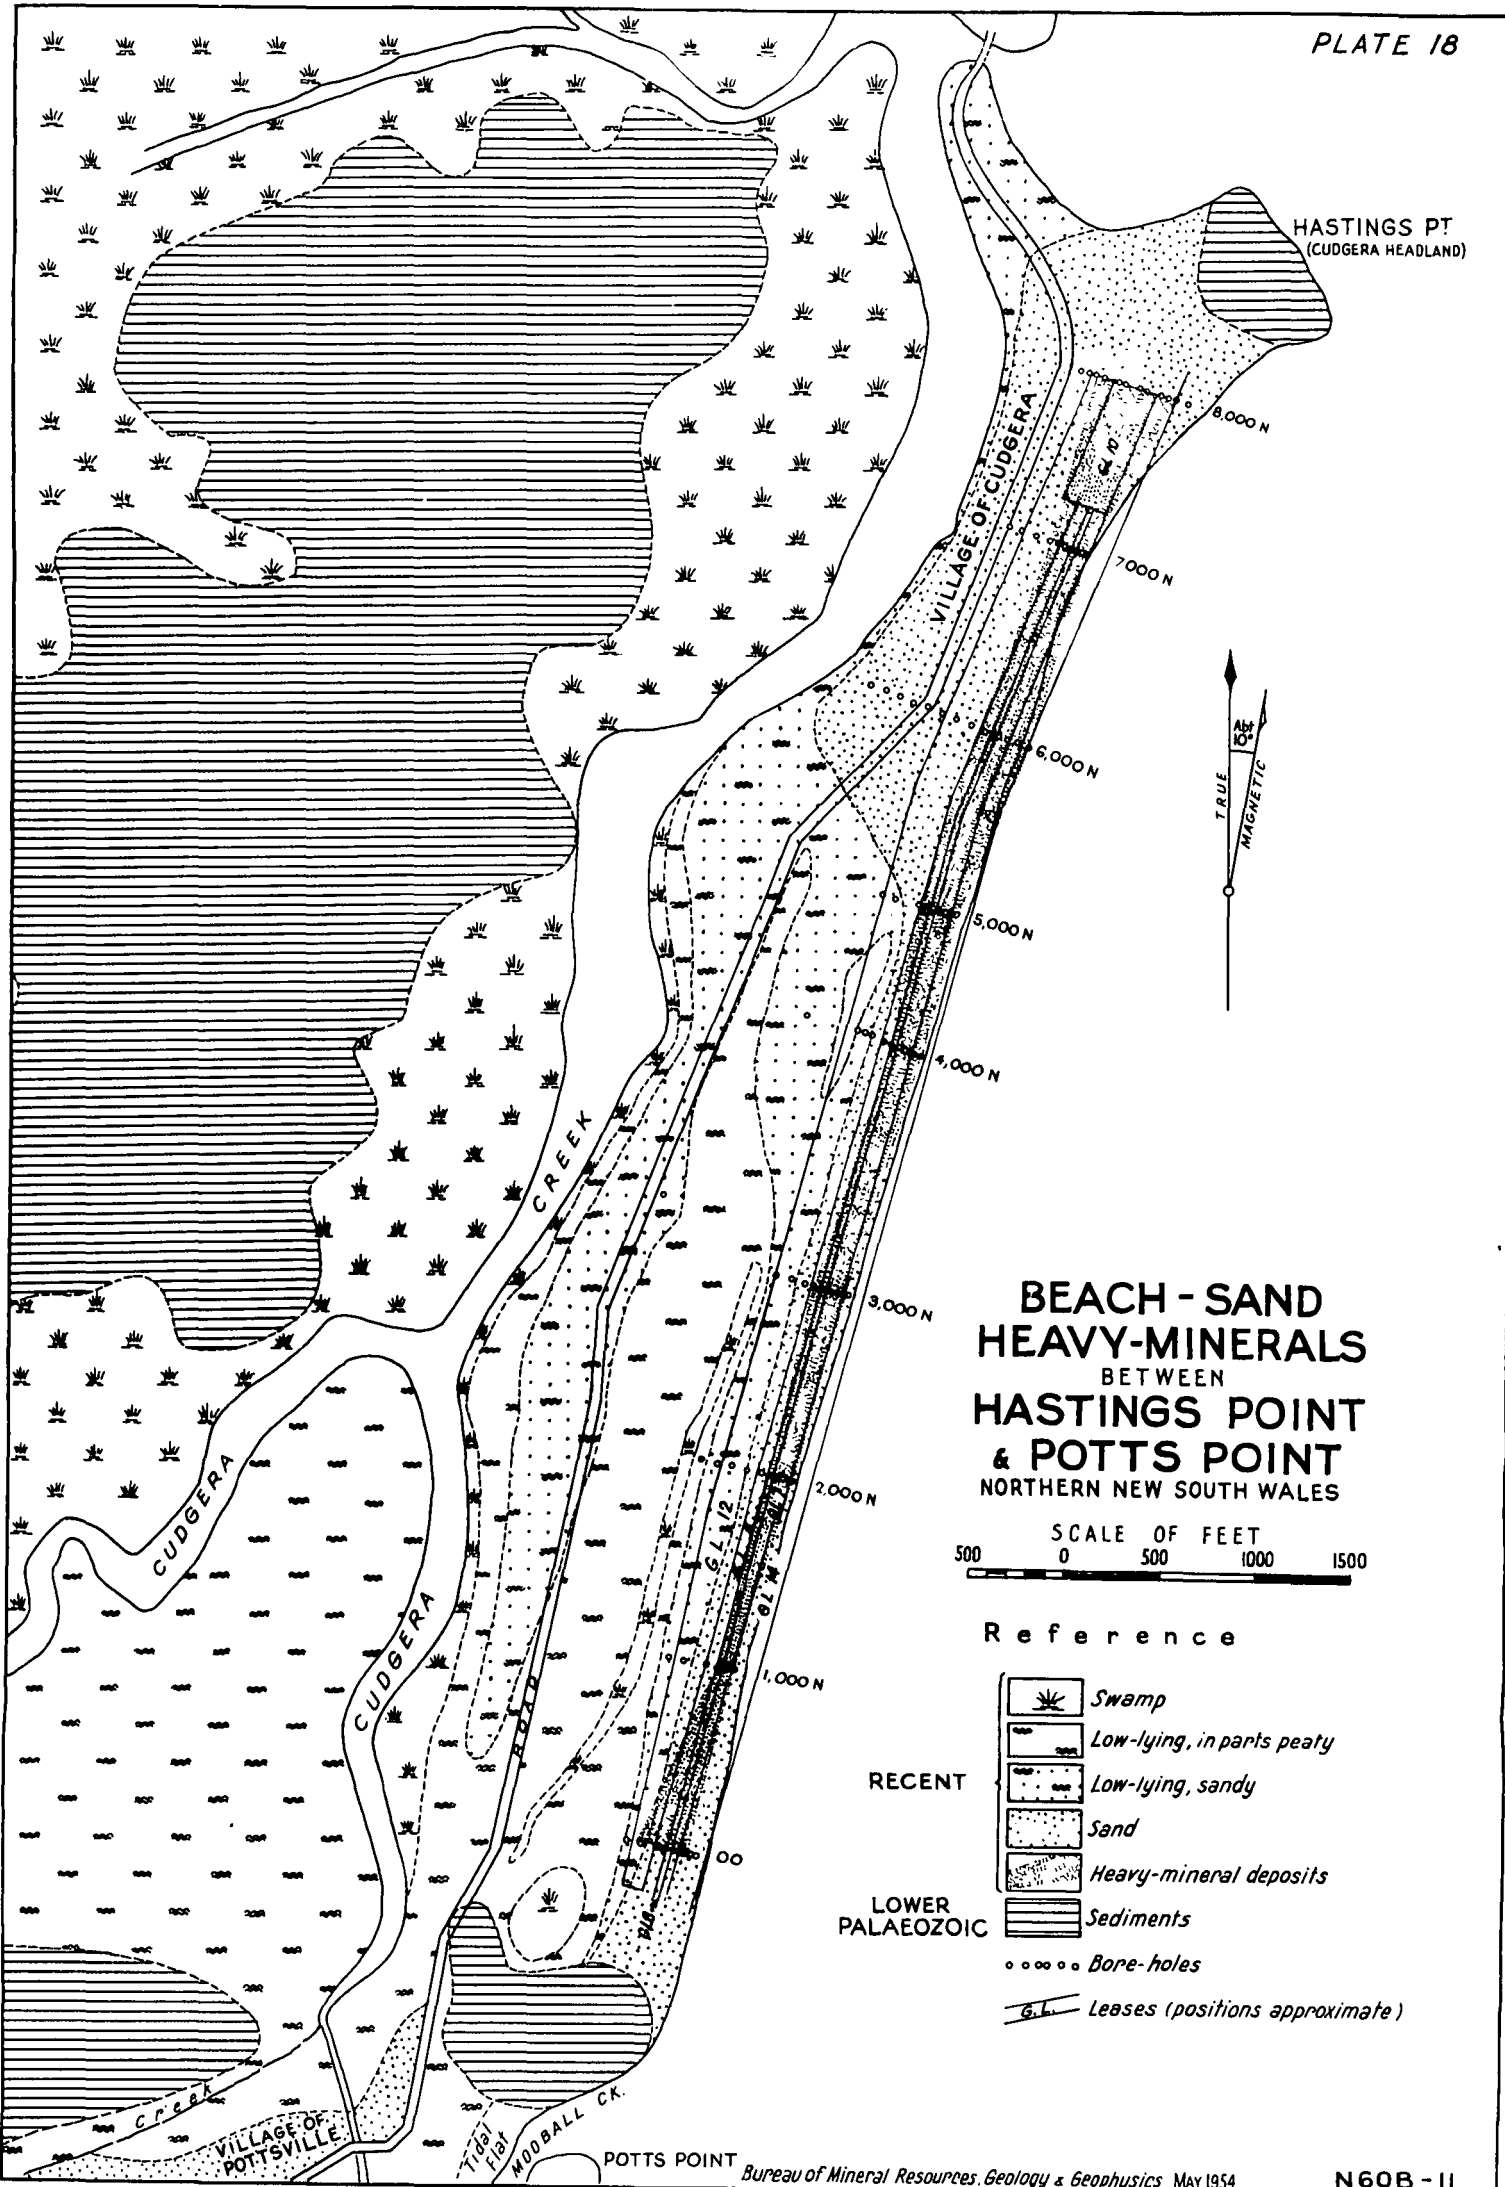 PLATE 18
HASTINGS PT
(CUDGERA HEADLAND)
8,000 N
GL 10
VILLAGE OF CUDGERA
7000 N
6,000 N
TRUE
MAGNETIC
5,000 N
4,000 N
CREEK
3,000 N
BEACH - SAND
HEAVY-MINERALS
BETWEEN
HASTINGS POINT
& POTTS POINT
NORTHERN NEW SOUTH WALES
2,000 N
GL 12
SCALE OF FEET
500 0 500 1000 1500
CUDGERA
CUDGERA
Reference
1,000 N
ROAD
Swamp
Low-lying, in parts peaty
RECENT
Low-lying, sandy
Sand
00
Heavy-mineral deposits
LOWER
PALAEOZOIC
Sediments
Bore-holes
G.L.
Leases (positions approximate)
Creek
VILLAGE OF
POTTSVILLE
Tidal
Flat
MOOBALL CK.
POTTS POINT
Bureau of Mineral Resources, Geology & Geophysics MAY 1954
N60B-11